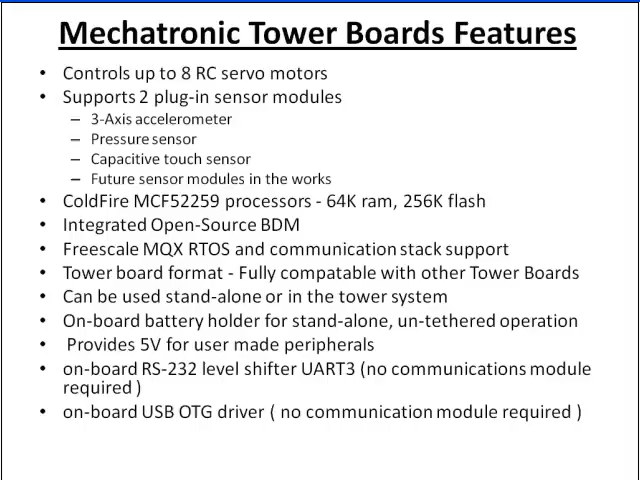 Mechatronic Tower Boards Features
• Controls up to 8 RC servo motors
• Supports 2 plug-in sensor modules
– 3-Axis accelerometer
– Pressure sensor
– Capacitive touch sensor
– Future sensor modules in the works
• ColdFire MCF52259 processors - 64K ram, 256K flash
• Integrated Open-Source BDM
• Freescale MQX RTOS and communication stack support
• Tower board format - Fully compatable with other Tower Boards
• Can be used stand-alone or in the tower system
• On-board battery holder for stand-alone, un-tethered operation
• Provides 5V for user made peripherals
• on-board RS-232 level shifter UART3 (no communications module
required )
• on-board USB OTG driver ( no communication module required )